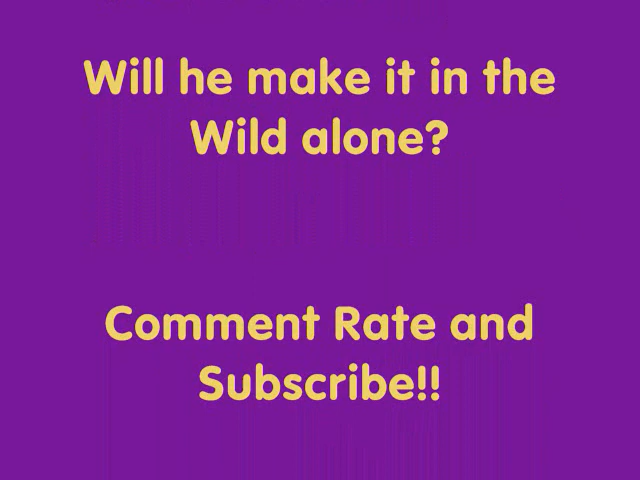 Will he make it in the
Wild alone?
Comment Rate and
Subscribe!!